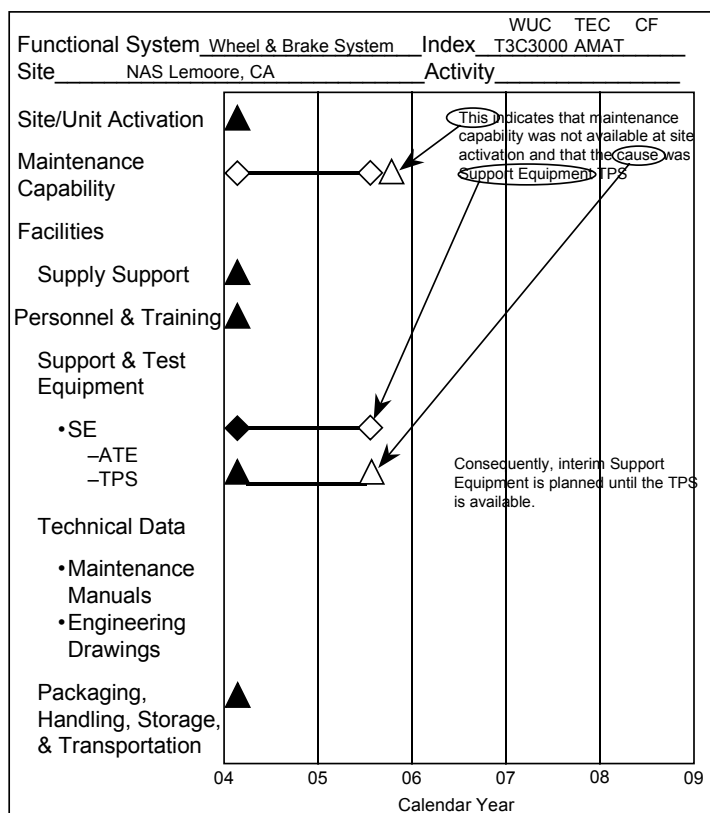 WUC TEC CF
Functional System Wheel & Brake System Index T3C3000 AMAT
Site NAS Lemoore, CA Activity
Site/Unit Activation
This indicates that maintenance
capability was not available at site
activation and that the cause was
Support Equipment TPS
Maintenance
Capability
Facilities
Supply Support
Personnel & Training
Support & Test
Equipment
•SE
–ATE
–TPS
Consequently, interim Support
Equipment is planned until the TPS
is available.
Technical Data
•Maintenance
Manuals
•Engineering
Drawings
Packaging,
Handling, Storage,
& Transportation
04 05 06 07 08 09
Calendar Year